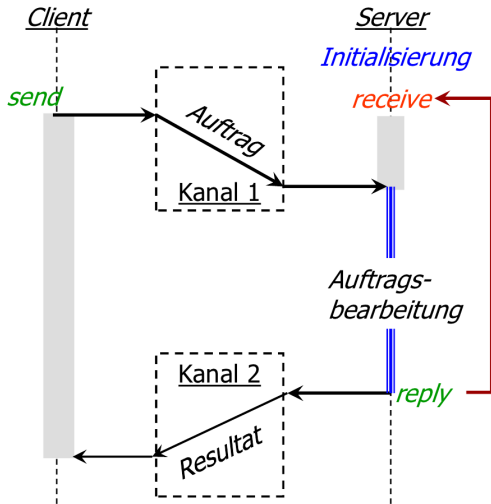 Client
Server
Initialisierung
send
receive
Auftrag
Kanal 1
Auftrags-
bearbeitung
Kanal 2
reply
Resultat